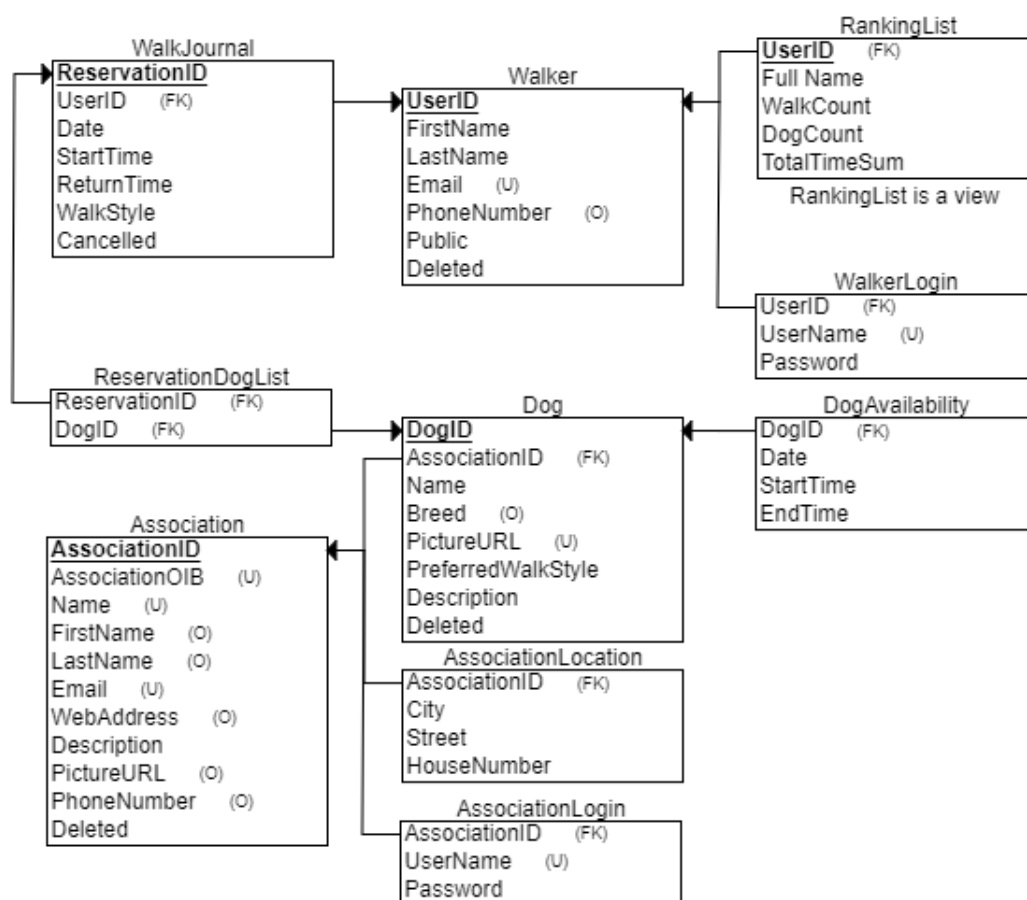 WalkJournal
ReservationID
UserID (FK)
Date
StartTime
ReturnTime
WalkStyle
Cancelled
Walker
UserID
FirstName
LastName
Email (U)
PhoneNumber (O)
Public
Deleted
RankingList
UserID (FK)
Full Name
WalkCount
DogCount
TotalTimeSum
RankingList is a view
WalkerLogin
UserID (FK)
UserName (U)
Password
ReservationDogList
ReservationID (FK)
DogID (FK)
Dog
DogID
AssociationID (FK)
Name
Breed (O)
PictureURL (U)
PreferredWalkStyle
Description
Deleted
DogAvailability
DogID (FK)
Date
StartTime
EndTime
Association
AssociationID
AssociationOIB (U)
Name (U)
FirstName (O)
LastName (O)
Email (U)
WebAddress (O)
Description
PictureURL (O)
PhoneNumber (O)
Deleted
AssociationLocation
AssociationID (FK)
City
Street
HouseNumber
AssociationLogin
AssociationID (FK)
UserName (U)
Password